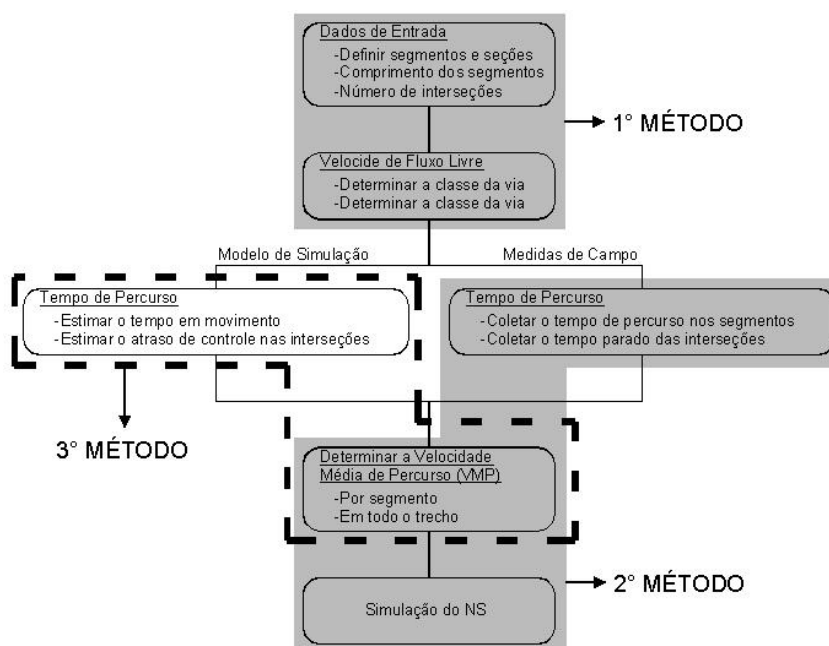 Dados de Entrada
-Definir segmentos e seções
-Comprimento dos segmentos
-Número de interseções
1° MÉTODO
Velocide de Fluxo Livre
-Determinar a classe da via
-Determinar a classe da via
Modelo de Simulação
Medidas de Campo
Tempo de Percurso
-Estimar o tempo em movimento
-Estimar o atraso de controle nas interseções
Tempo de Percurso
-Coletar o tempo de percurso nos segmentos
-Coletar o tempo parado das interseções
3° MÉTODO
Determinar a Velocidade
Média de Percurso (VMP)
-Por segmento
-Em todo o trecho
2° MÉTODO
Simulação do NS